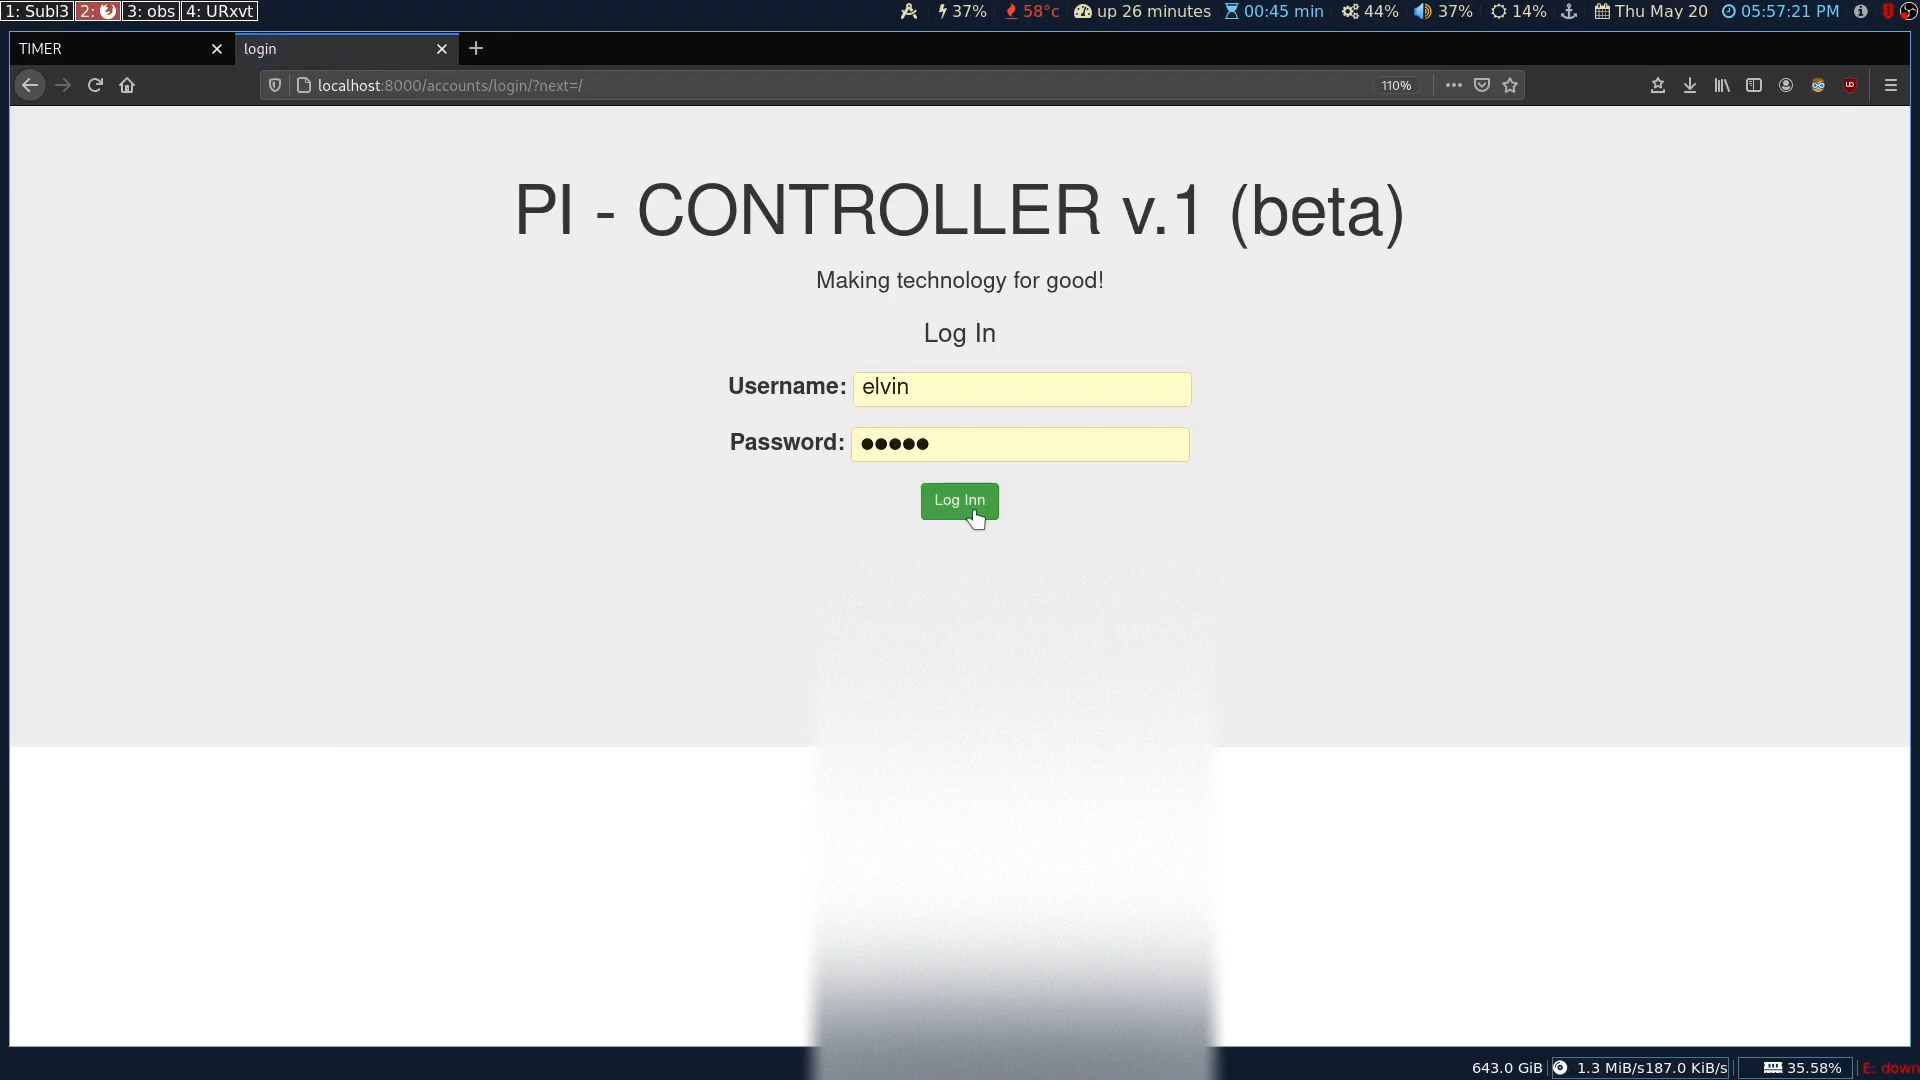 1: Subl3 2: 3: obs 4: URxvt 37% 58°c up 26 minutes 00:45 min 44% 37% 14% Thu May 20 05:57:21 PM
TIMER login
localhost:8000/accounts/login/?next=/ 110%
PI - CONTROLLER v.1 (beta)
Making technology for good!
Log In
Username: elvin
Password:
Log Inn
643.0 GiB 1.3 MiB/s187.0 KiB/s 35.58% E: down